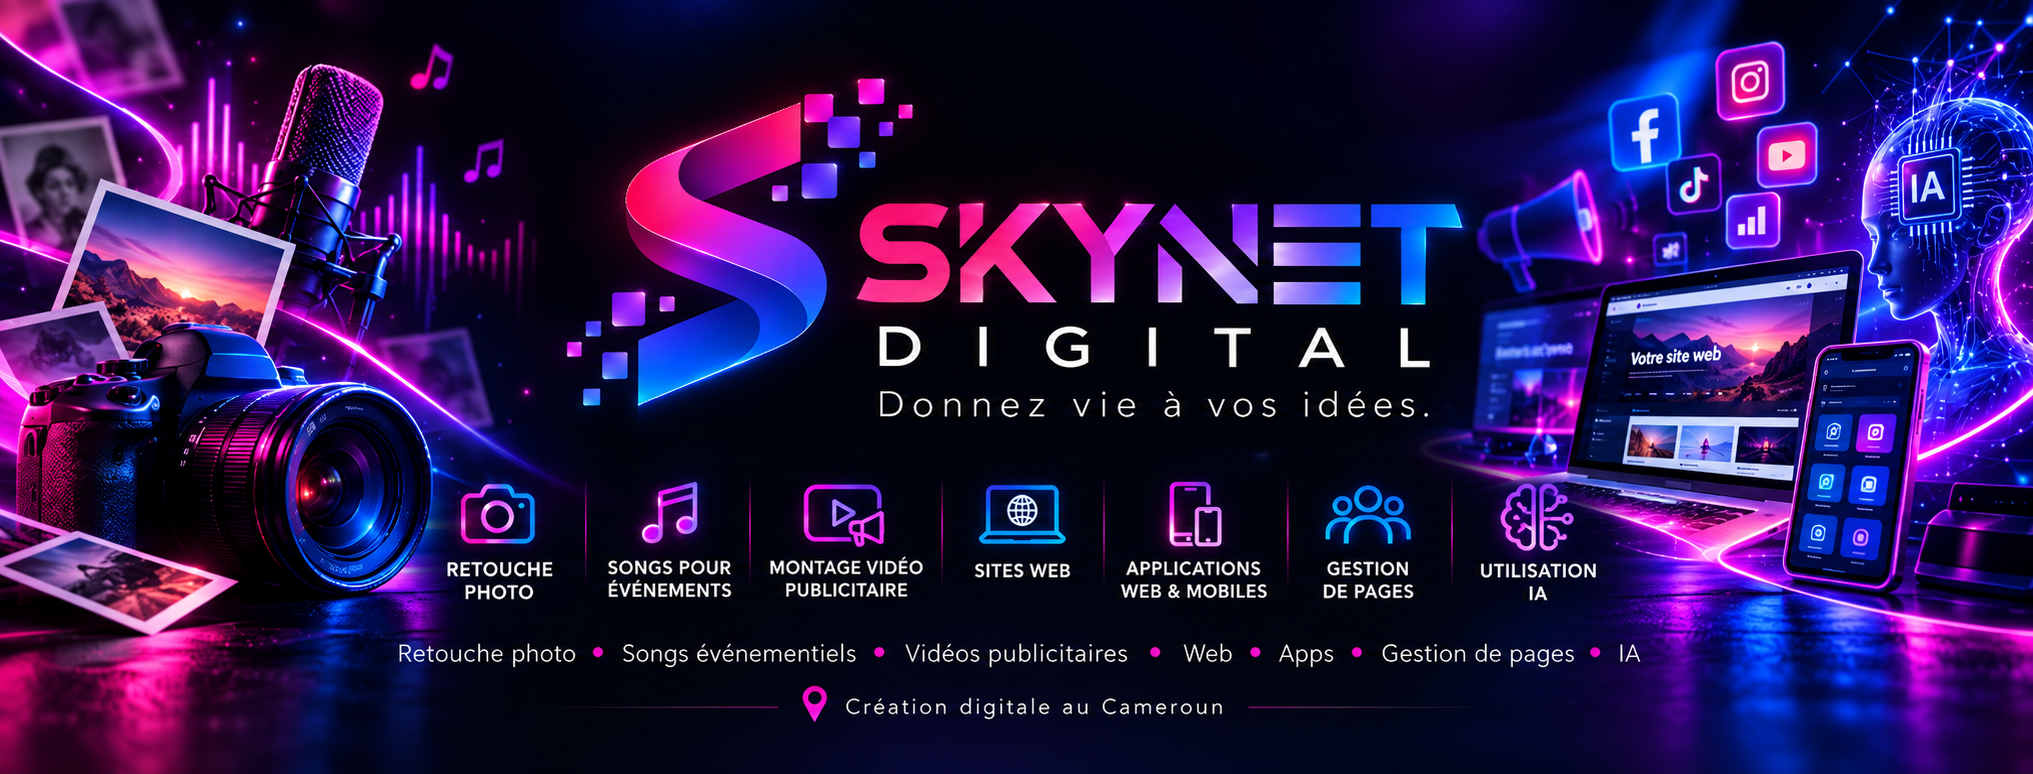 SKYNET
DIGITAL
Donnez vie à vos idées.
IA
Votre site web
RETOUCHE
PHOTO
SONGS POUR
ÉVÉNEMENTS
MONTAGE VIDÉO
PUBLICITAIRE
SITES WEB
APPLICATIONS
WEB & MOBILES
GESTION
DE PAGES
UTILISATION
IA
Retouche photo • Songs événementiels • Vidéos publicitaires • Web • Apps • Gestion de pages • IA
Création digitale au Cameroun